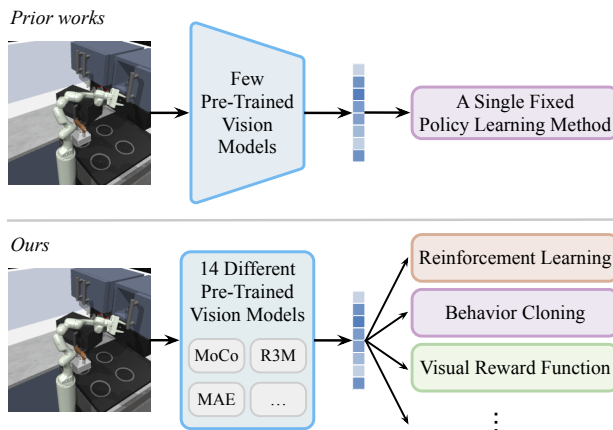 Prior works
Few
Pre-Trained
Vision
Models
A Single Fixed
Policy Learning Method
Ours
14 Different
Pre-Trained
Vision Models
MoCo
R3M
MAE
...
Reinforcement Learning
Behavior Cloning
Visual Reward Function
⋮